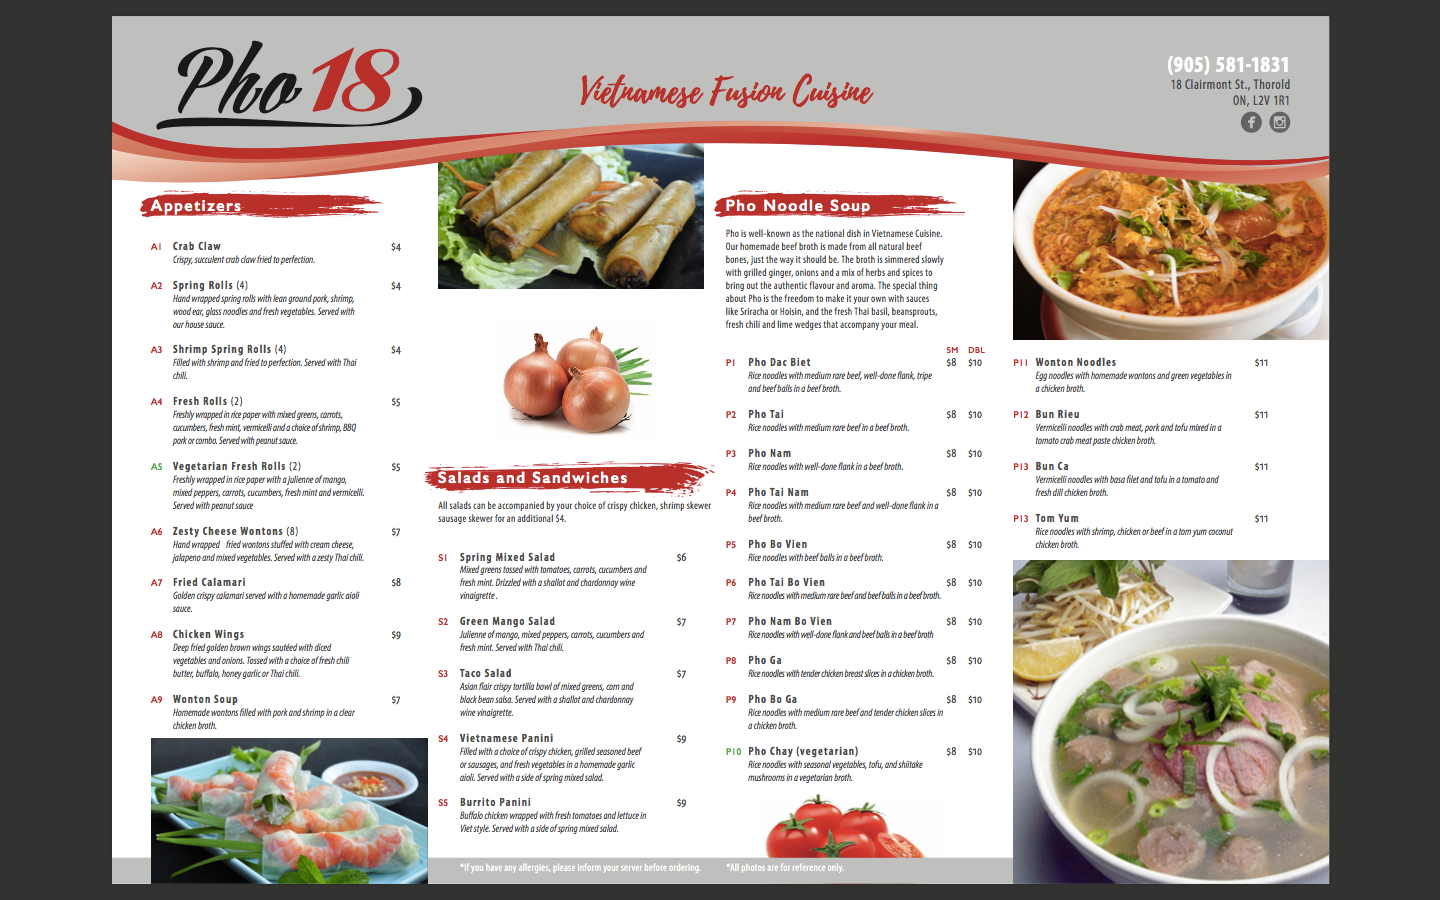 Pho 18
Vietnamese Fusion Cuisine
(905) 581-1831
18 Clairmont St., Thorold
ON, L2V 1R1
Appetizers
A1 Crab Claw $4
Crispy, succulent crab claw fried to perfection.
A2 Spring Rolls (4) $4
Hand wrapped spring rolls with lean ground pork, shrimp,
wood ear, glass noodles and fresh vegetables. Served with
our house sauce.
A3 Shrimp Spring Rolls (4) $4
Filled with shrimp and fried to perfection. Served with Thai
chili.
A4 Fresh Rolls (2) $5
Freshly wrapped in rice paper with mixed greens, carrots,
cucumbers, fresh mint, vermicelli and a choice of shrimp, BBQ
pork or combo. Served with peanut sauce.
A5 Vegetarian Fresh Rolls (2) $5
Freshly wrapped in rice paper with a julienne of mango,
mixed peppers, carrots, cucumbers, fresh mint and vermicelli.
Served with peanut sauce
A6 Zesty Cheese Wontons (8) $7
Hand wrapped fried wontons stuffed with cream cheese,
jalapeno and mixed vegetables. Served with a zesty Thai chili.
A7 Fried Calamari $8
Golden crispy calamari served with a homemade garlic aioli
sauce.
A8 Chicken Wings $9
Deep fried golden brown wings sautéed with diced
vegetables and onions. Tossed with a choice of fresh chili
butter, buffalo, honey garlic or Thai chili.
A9 Wonton Soup $7
Homemade wontons filled with pork and shrimp in a clear
chicken broth.
Salads and Sandwiches
All salads can be accompanied by your choice of crispy chicken, shrimp skewer
sausage skewer for an additional $4.
S1 Spring Mixed Salad $6
Mixed greens tossed with tomatoes, carrots, cucumbers and
fresh mint. Drizzled with a shallot and chardonnay wine
vinaigrette .
S2 Green Mango Salad $7
Julienne of mango, mixed peppers, carrots, cucumbers and
fresh mint. Served with Thai chili.
S3 Taco Salad $7
Asian flair crispy tortilla bowl of mixed greens, corn and
black bean salsa. Served with a shallot and chardonnay
wine vinaigrette.
S4 Vietnamese Panini $9
Filled with a choice of crispy chicken, grilled seasoned beef
or sausages, and fresh vegetables in a homemade garlic
aioli. Served with a side of spring mixed salad.
S5 Burrito Panini $9
Buffalo chicken wrapped with fresh tomatoes and lettuce in
Viet style. Served with a side of spring mixed salad.
Pho Noodle Soup
Pho is well-known as the national dish in Vietnamese Cuisine.
Our homemade beef broth is made from all natural beef
bones, just the way it should be. The broth is simmered slowly
with grilled ginger, onions and a mix of herbs and spices to
bring out the authentic flavour and aroma. The special thing
about Pho is the freedom to make it your own with sauces
like Sriracha or Hoisin, and the fresh Thai basil, beansprouts,
fresh chili and lime wedges that accompany your meal.
SM DBL
P1 Pho Dac Biet $8 $10
Rice noodles with medium rare beef, well-done flank, tripe
and beef balls in a beef broth.
P2 Pho Tai $8 $10
Rice noodles with medium rare beef in a beef broth.
P3 Pho Nam $8 $10
Rice noodles with well-done flank in a beef broth.
P4 Pho Tai Nam $8 $10
Rice noodles with medium rare beef and well-done flank in a
beef broth.
P5 Pho Bo Vien $8 $10
Rice noodles with beef balls in a beef broth.
P6 Pho Tai Bo Vien $8 $10
Rice noodles with medium rare beef and beef balls in a beef broth.
P7 Pho Nam Bo Vien $8 $10
Rice noodles with well-done flank and beef balls in a beef broth
P8 Pho Ga $8 $10
Rice noodles with tender chicken breast slices in a chicken broth.
P9 Pho Bo Ga $8 $10
Rice noodles with medium rare beef and tender chicken slices in
a chicken broth.
P10 Pho Chay (vegetarian) $8 $10
Rice noodles with seasonal vegetables, tofu, and shiitake
mushrooms in a vegetarian broth.
P11 Wonton Noodles $11
Egg noodles with homemade wontons and green vegetables in
a chicken broth.
P12 Bun Rieu $11
Vermicelli noodles with crab meat, pork and tofu mixed in a
tomato crab meat paste chicken broth.
P13 Bun Ca $11
Vermicelli noodles with basa filet and tofu in a tomato and
fresh dill chicken broth.
P13 Tom Yum $11
Rice noodles with shrimp, chicken or beef in a tom yum coconut
chicken broth.
*If you have any allergies, please inform your server before ordering.
*All photos are for reference only.